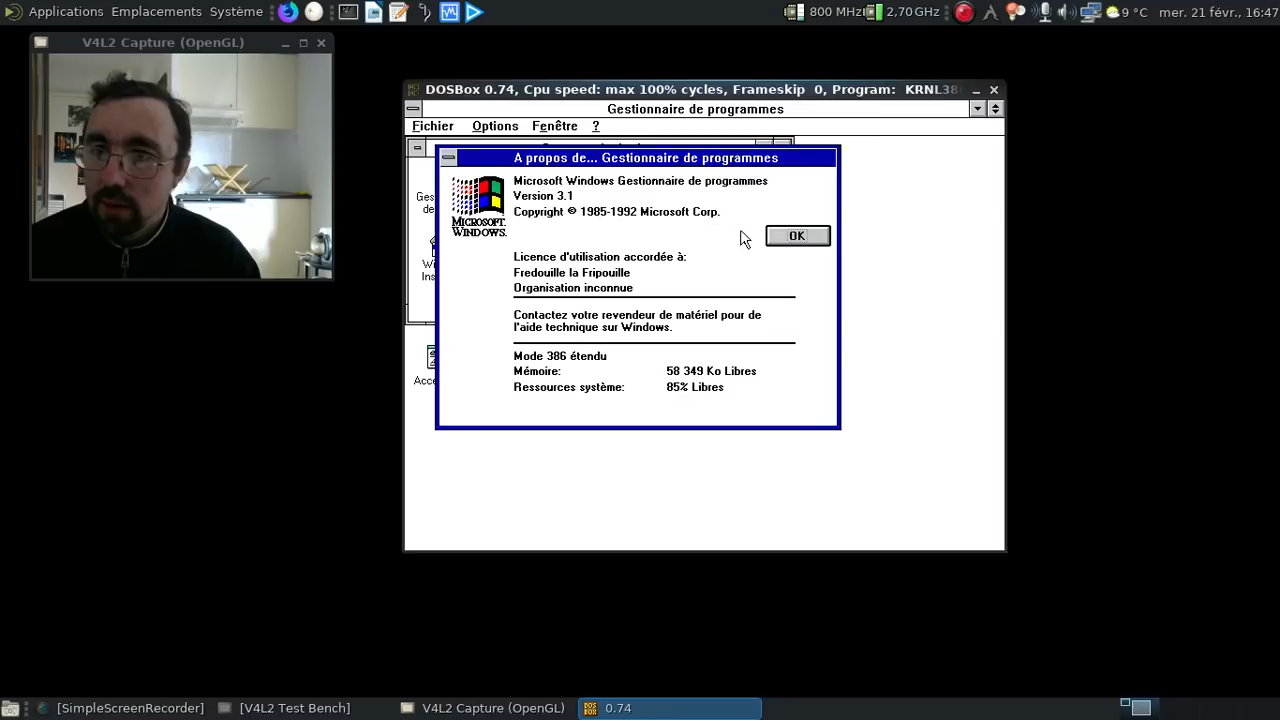 Applications Emplacements Système
800 MHz
2,70 GHz
9 °C
mer. 21 févr., 16:47
V4L2 Capture (OpenGL)
DOSBox 0.74, Cpu speed: max 100% cycles, Frameskip 0, Program:
Gestionnaire de programmes
Fichier Options Fenêtre ?
A propos de... Gestionnaire de programmes
Microsoft Windows Gestionnaire de programmes
Version 3.1
Copyright © 1985-1992 Microsoft Corp.
MICROSOFT.
WINDOWS.
OK
Licence d'utilisation accordée à:
Fredouille la Fripouille
Organisation inconnue
Contactez votre revendeur de matériel pour de
l'aide technique sur Windows.
Mode 386 étendu
Mémoire: 58 349 Ko Libres
Ressources système: 85% Libres
[SimpleScreenRecorder]
[V4L2 Test Bench]
V4L2 Capture (OpenGL)
0.74